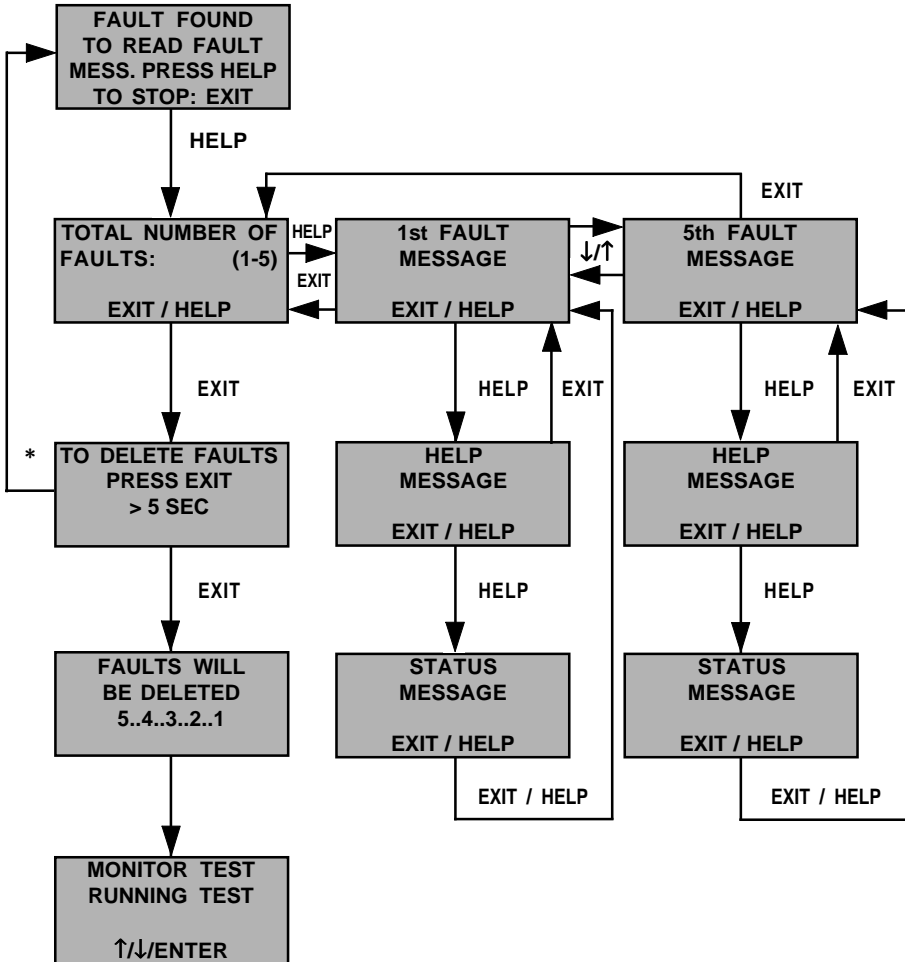 FAULT FOUND
TO READ FAULT
MESS. PRESS HELP
TO STOP: EXIT
HELP
EXIT
TOTAL NUMBER OF
FAULTS: (1-5)
EXIT / HELP
HELP
EXIT
1st FAULT
MESSAGE
EXIT / HELP
↓/↑
5th FAULT
MESSAGE
EXIT / HELP
EXIT
HELP
EXIT
HELP
EXIT
*
TO DELETE FAULTS
PRESS EXIT
> 5 SEC
HELP
MESSAGE
EXIT / HELP
HELP
MESSAGE
EXIT / HELP
EXIT
HELP
HELP
FAULTS WILL
BE DELETED
5..4..3..2..1
STATUS
MESSAGE
EXIT / HELP
STATUS
MESSAGE
EXIT / HELP
EXIT / HELP
EXIT / HELP
MONITOR TEST
RUNNING TEST
↑/↓/ENTER